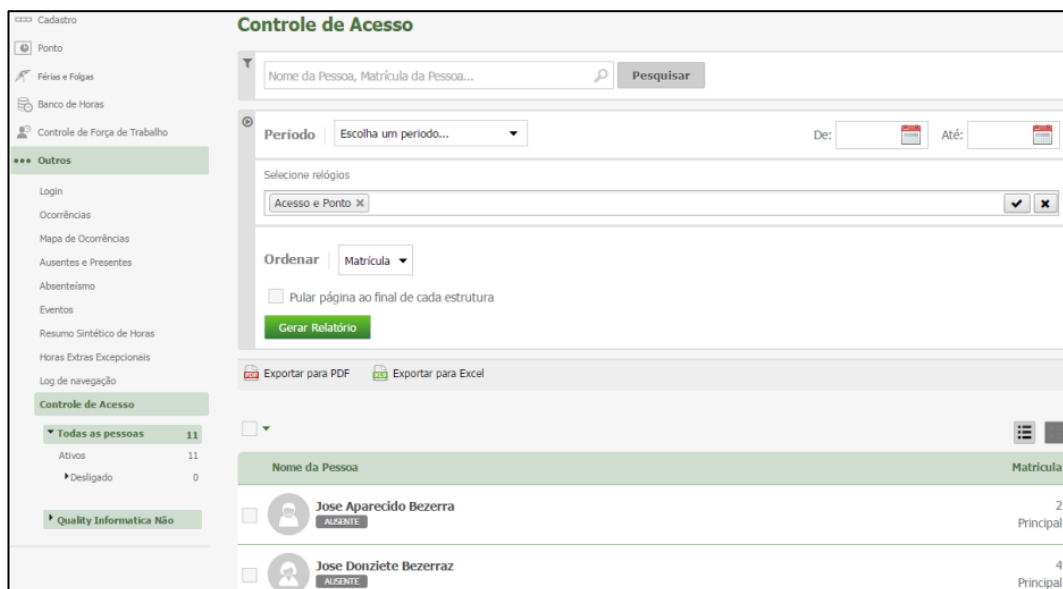 Cadastro
Ponto
Férias e Folgas
Banco de Horas
Controle de Força de Trabalho
Outros
Login
Ocorrências
Mapa de Ocorrências
Ausentes e Presentes
Absenteísmo
Eventos
Resumo Sintético de Horas
Horas Extras Excepcionais
Log de navegação
Controle de Acesso
Todas as pessoas 11
Ativos 11
Desligado 0
Quality Informatica Não
Controle de Acesso
Nome da Pessoa, Matrícula da Pessoa...
Pesquisar
Período Escolha um periodo... De: Até:
Selecione relógios
Acesso e Ponto
Ordenar Matrícula
Pular página ao final de cada estrutura
Gerar Relatório
Exportar para PDF Exportar para Excel
Nome da Pessoa Matricula
Jose Aparecido Bezerra 2
AUSENTE Principal
Jose Donziete Bezerraz 4
AUSENTE Principal